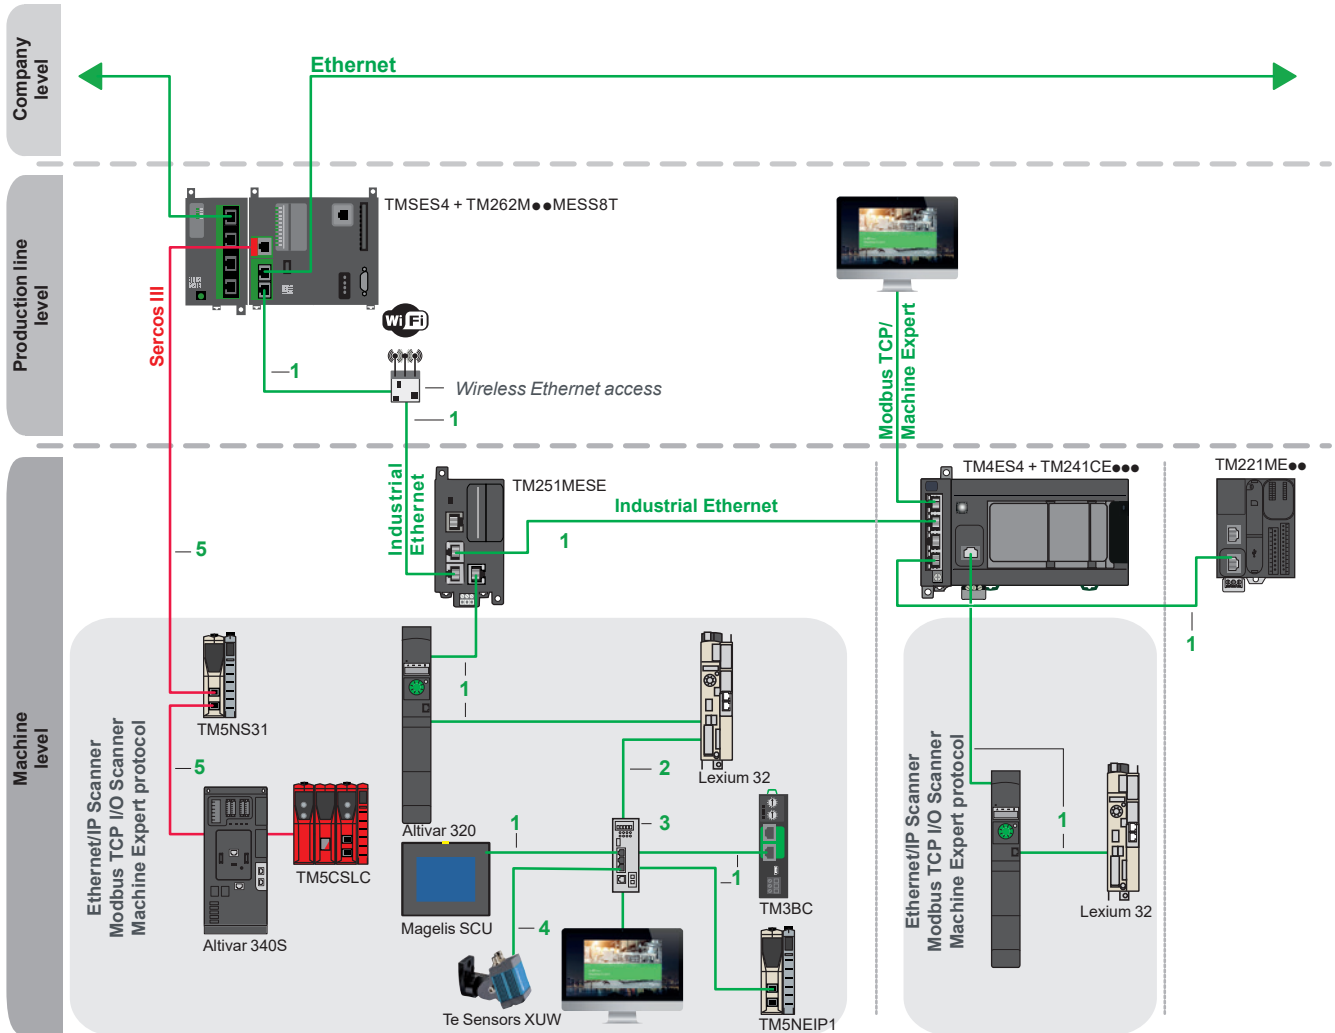 Company
level
Ethernet
Production line
level
TMSES4 + TM262M●●MESS8T
Sercos III
Wi Fi
1
Wireless Ethernet access
1
Modbus TCP/
Machine Expert
Machine
level
Industrial
Ethernet
TM251MESE
Industrial Ethernet
1
TM4ES4 + TM241CE●●●
TM221ME●●
5
1
TM5NS31
5
Ethernet/IP Scanner
Modbus TCP I/O Scanner
Machine Expert protocol
1
2
Lexium 32
Altivar 320
1
3
1
TM5CSLC
Altivar 340S
Magelis SCU
TM3BC
4
Te Sensors XUW
TM5NEIP1
Ethernet/IP Scanner
Modbus TCP I/O Scanner
Machine Expert protocol
1
Lexium 32